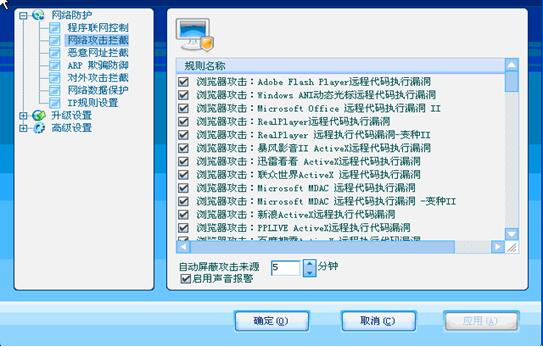 网络防护
程序联网控制
网络攻击拦截
恶意网址拦截
ARP 欺骗防御
对外攻击拦截
网络数据保护
IP规则设置
升级设置
高级设置
规则名称
浏览器攻击：Adobe Flash Player远程代码执行漏洞
浏览器攻击：Windows ANI动态光标远程代码执行漏洞
浏览器攻击：Microsoft Office 远程代码执行漏洞 II
浏览器攻击：RealPlayer远程代码执行漏洞
浏览器攻击：RealPlayer 远程执行代码漏洞-变种II
浏览器攻击：暴风影音II ActiveX远程代码执行漏洞
浏览器攻击：迅雷看看 ActiveX远程代码执行漏洞
浏览器攻击：联众世界ActiveX 远程代码执行漏洞
浏览器攻击：Microsoft MDAC 远程代码执行漏洞
浏览器攻击：Microsoft MDAC 远程代码执行漏洞 -变种II
浏览器攻击：新浪ActiveX远程执行代码漏洞
浏览器攻击：PPLIVE ActiveX 远程执行代码漏洞
浏览器攻击：百度搜霸ActiveX 远程代码执行漏洞
自动屏蔽攻击来源 5 分钟
启用声音报警
确定(O) 取消(C) 应用(A)